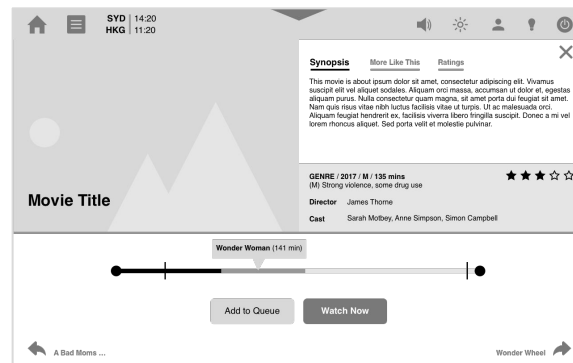 SYD | 14:20
HKG | 11:20
Synopsis More Like This Ratings
This movie is about ipsum dolor sit amet, consectetur adipiscing elit. Vivamus
suscipit elit vel aliquet sodales. Aliquam orci massa, accumsan ut dolor et, egestas
aliquam purus. Nulla consectetur quam magna, sit amet porta dui feugiat sit amet.
Nam quis risus vitae nibh luctus facilisis vitae ut turpis. Ut ac malesuada orci.
Aliquam feugiat hendrerit ex, facilisis viverra libero fringilla suscipit. Donec a mi vel
lorem rhoncus aliquet. Sed porta velit et molestie pulvinar.
GENRE / 2017 / M / 135 mins
(M) Strong violence, some drug use
Director James Thorne
Cast Sarah Motbey, Anne Simpson, Simon Campbell
Movie Title
Wonder Woman (141 min)
Add to Queue Watch Now
A Bad Moms ... Wonder Wheel